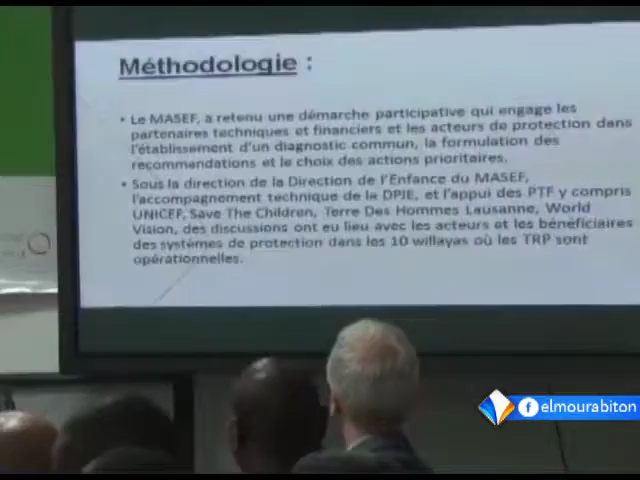 Méthodologie :
• Le MASEF, a retenu une démarche participative qui engage les
partenaires techniques et financiers et les acteurs de protection dans
l'établissement d'un diagnostic commun, la formulation des
recommandations et le choix des actions prioritaires.
• Sous la direction de la Direction de l'Enfance du MASEF,
l'accompagnement technique de la DPIE, et l'appui des PTF y compris
UNICEF, Save The Children, Terre Des Hommes Lausanne, World
Vision, des discussions ont eu lieu avec les acteurs et les bénéficiaires
des systèmes de protection dans les 10 willayas où les TRP sont
opérationnelles.
elmourabiton